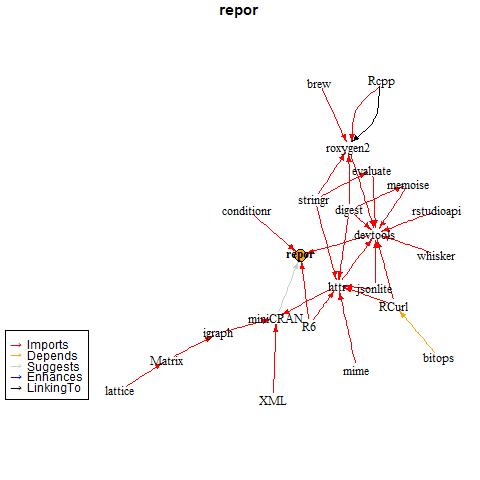 repor
brew
Rcpp
roxygen2
evaluate
memoise
stringr
digest
conditionr
rstudioapi
devtools
repor
whisker
httr
jsonlite
RCurl
miniCRAN
R6
igraph
bitops
Matrix
mime
lattice
XML
Imports
Depends
Suggests
Enhances
LinkingTo